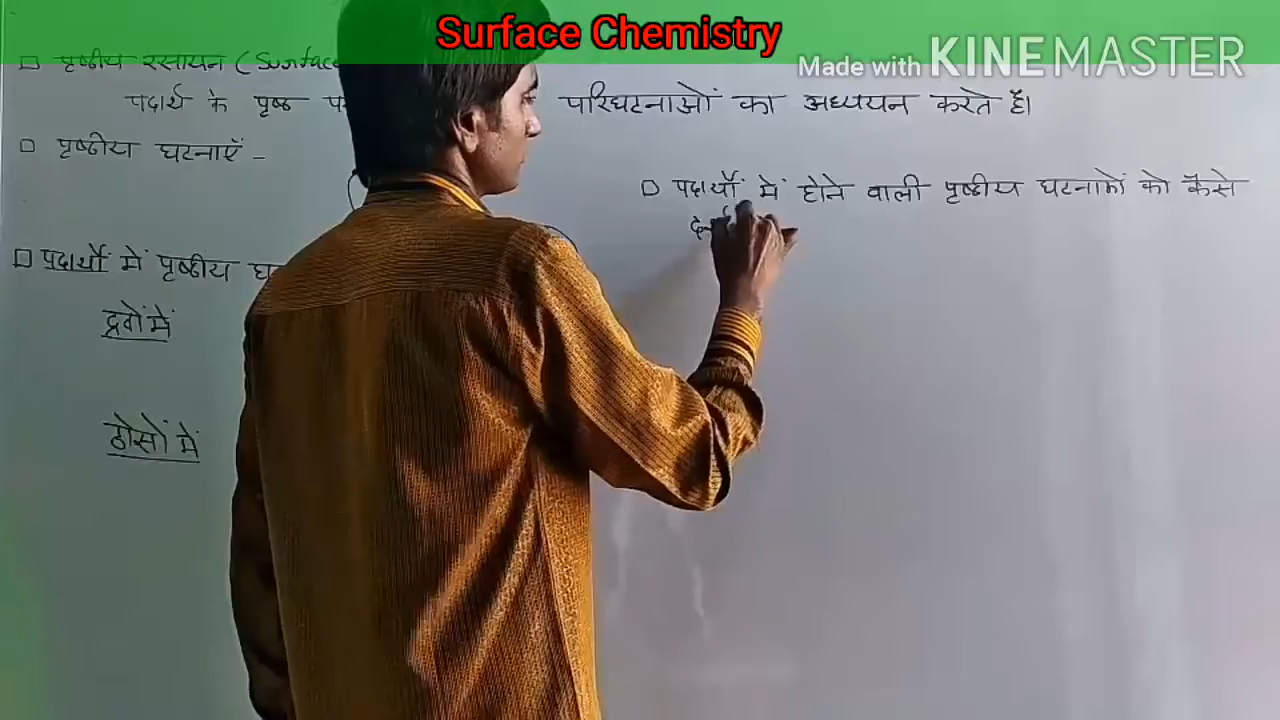 Surface Chemistry
Made with KINEMASTER
□ पृष्ठीय रसायन (Surface
पदार्थ के पृष्ठ परिघटनाओं का अध्ययन करते हैं।
□ पृष्ठीय घटनाएँ -
□ पदार्थों में पृष्ठीय
द्रवों में
ठोसों में
□ पदार्थों में होने वाली पृष्ठीय घटनाओं को कैसे